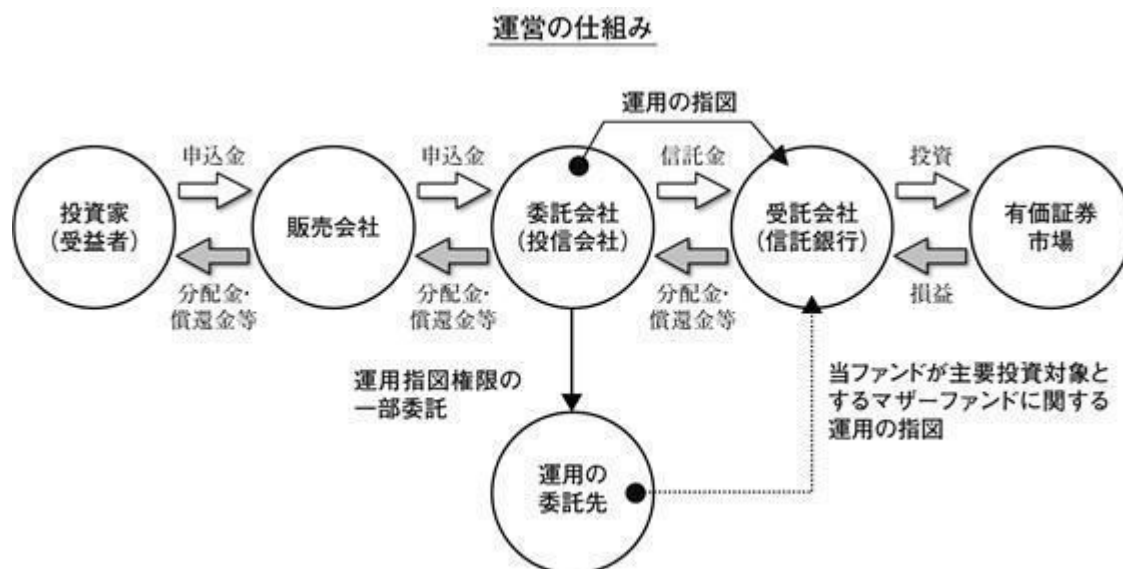 運営の仕組み
運用の指図
申込金
申込金
信託金
投資
投資家
(受益者)
販売会社
委託会社
(投信会社)
受託会社
(信託銀行)
有価証券
市場
分配金・
償還金等
分配金・
償還金等
分配金・
償還金等
損益
運用指図権限の
一部委託
当ファンドが主要投資対象と
するマザーファンドに関する
運用の指図
運用の
委託先